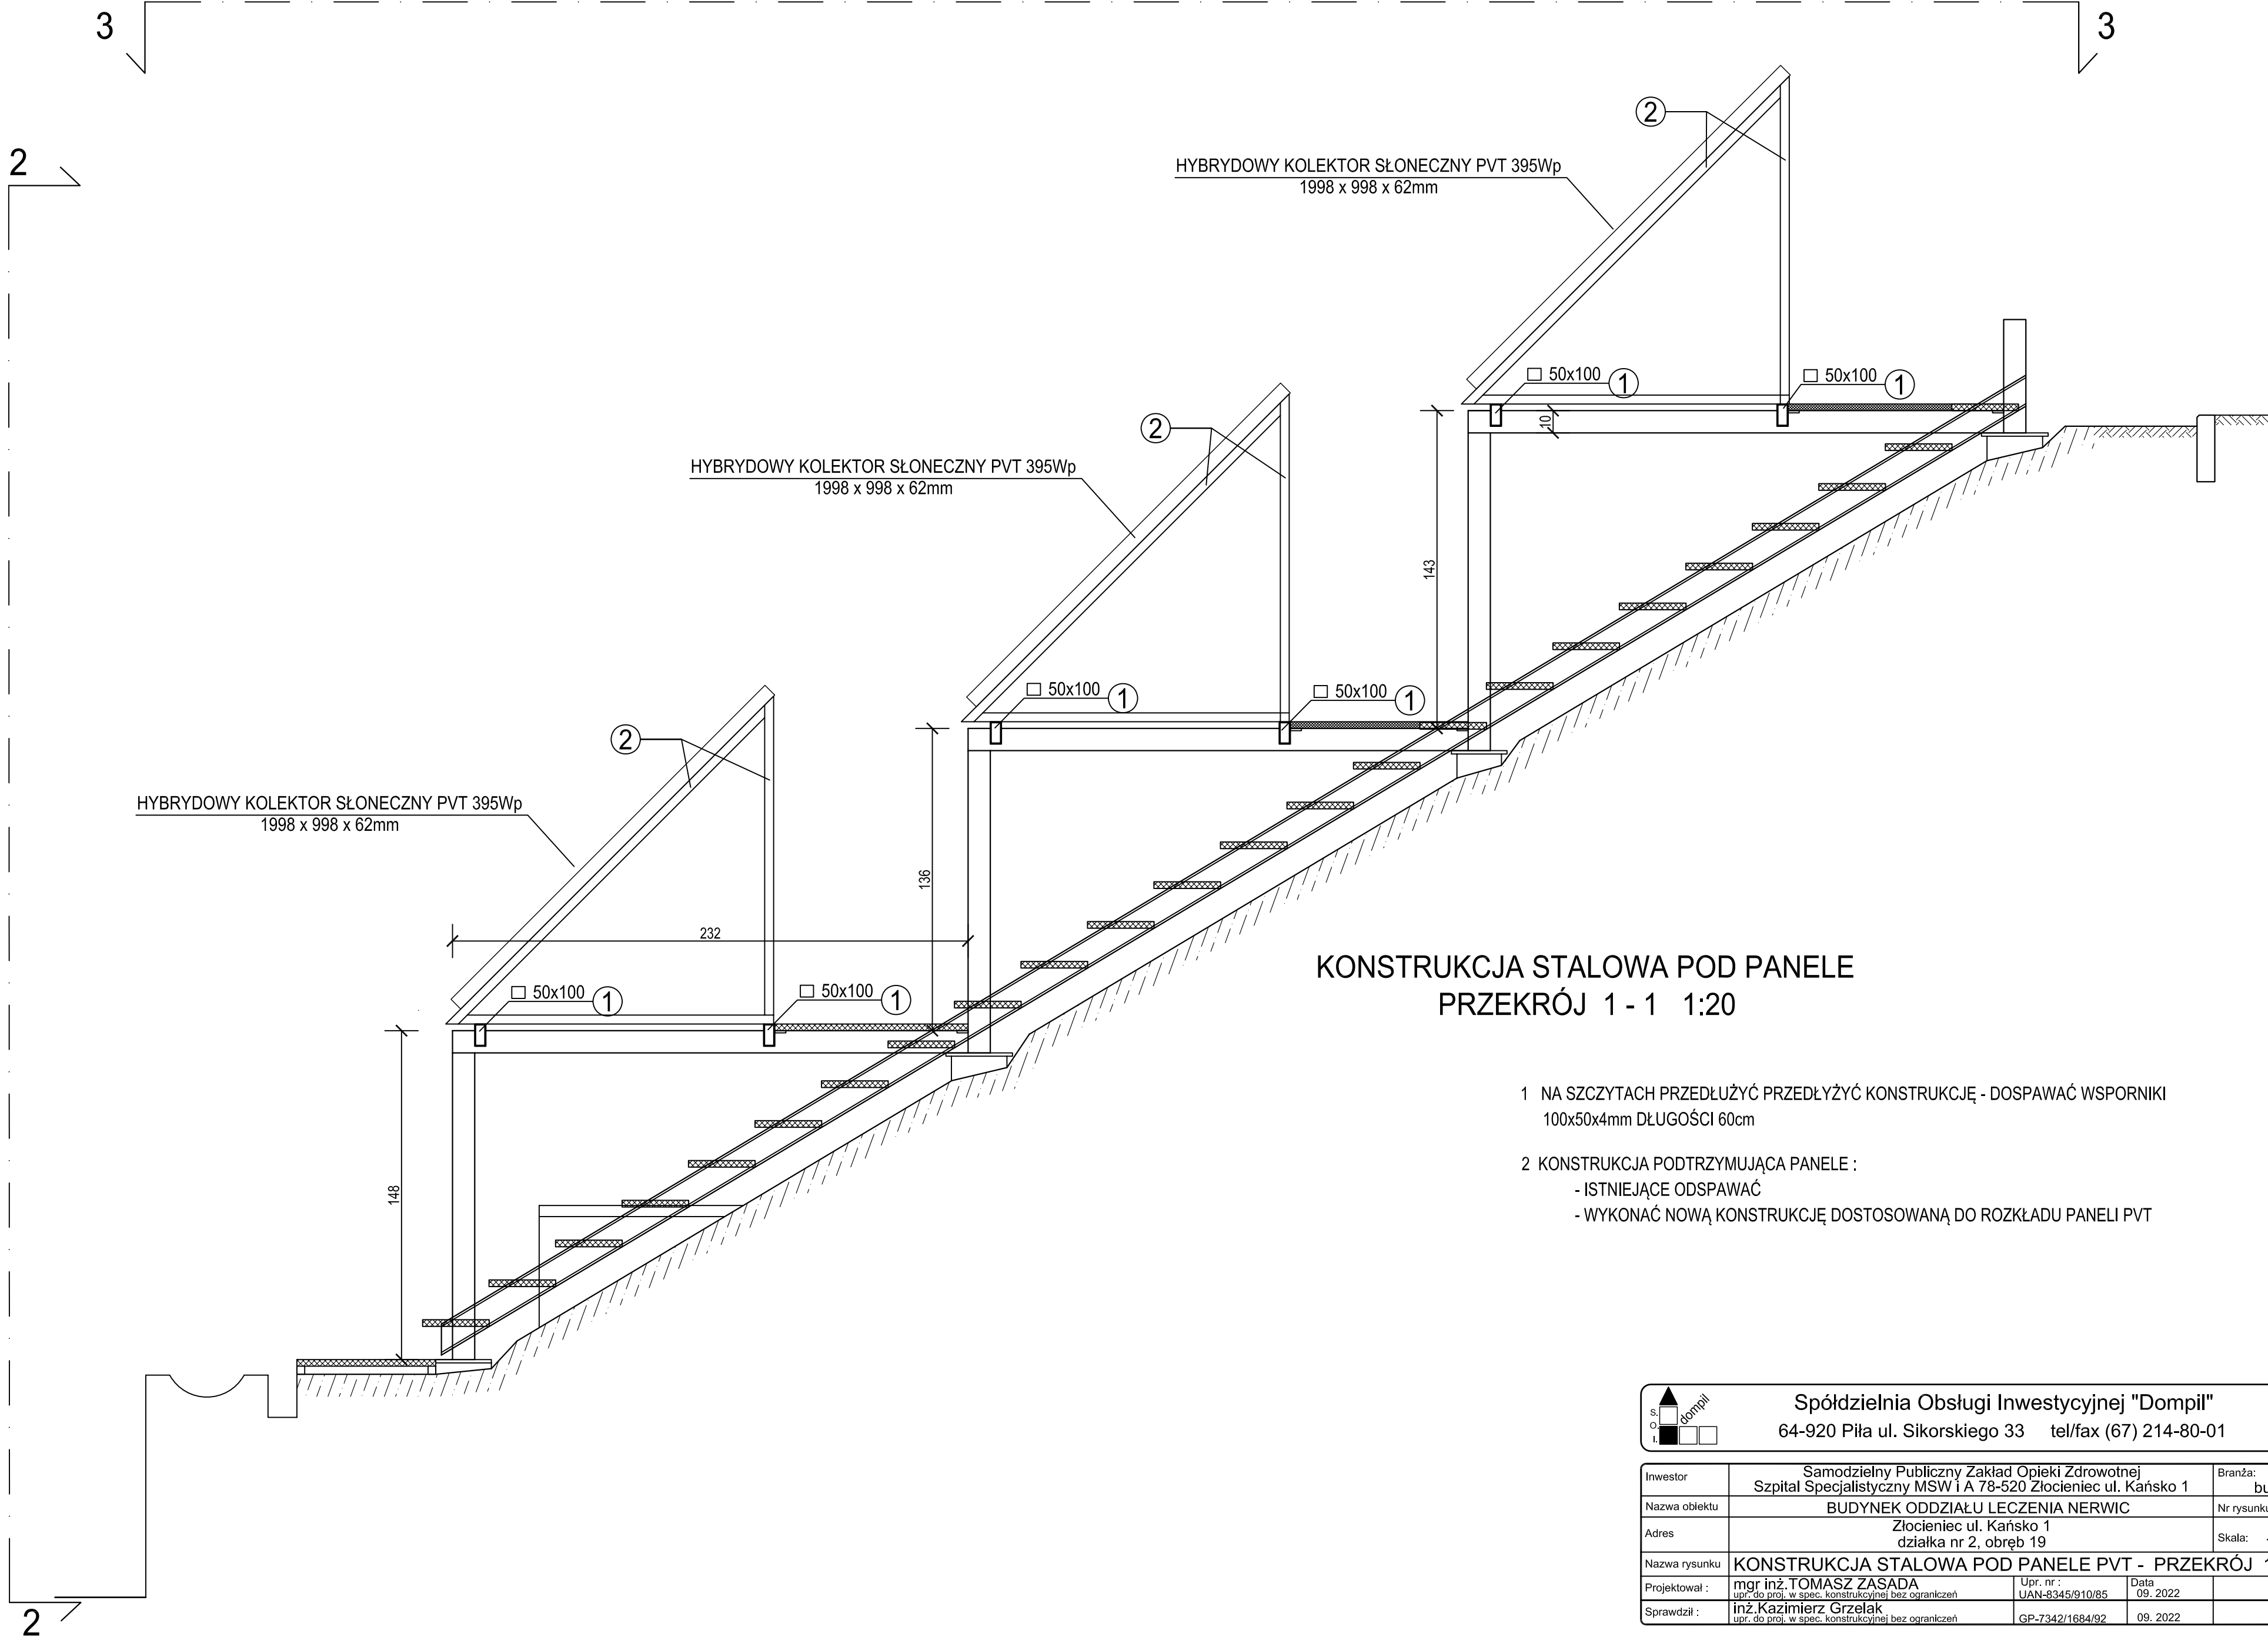 3
3
2
2
HYBRYDOWY KOLEKTOR SŁONECZNY PVT 395Wp
1998 x 998 x 62mm
2
50x100
1
50x100
1
10
143
HYBRYDOWY KOLEKTOR SŁONECZNY PVT 395Wp
1998 x 998 x 62mm
2
50x100
1
50x100
1
136
HYBRYDOWY KOLEKTOR SŁONECZNY PVT 395Wp
1998 x 998 x 62mm
2
232
50x100
1
50x100
1
148
KONSTRUKCJA STALOWA POD PANELE
PRZEKRÓJ 1 - 1 1:20
1 NA SZCZYTACH PRZEDŁUŻYĆ PRZEDŁYŻYĆ KONSTRUKCJĘ - DOSPAWAĆ WSPORNIKI
100x50x4mm DŁUGOŚCI 60cm
2 KONSTRUKCJA PODTRZYMUJĄCA PANELE :
- ISTNIEJĄCE ODSPAWAĆ
- WYKONAĆ NOWĄ KONSTRUKCJĘ DOSTOSOWANĄ DO ROZKŁADU PANELI PVT
2
S.
O.
I.
dompil
Spółdzielnia Obsługi Inwestycyjnej "Dompil"
64-920 Piła ul. Sikorskiego 33 tel/fax (67) 214-80-01
Inwestor
Samodzielny Publiczny Zakład Opieki Zdrowotnej
Szpital Specjalistyczny MSW i A 78-520 Złocieniec ul. Kańsko 1
Branża:
bu
Nazwa obiektu
BUDYNEK ODDZIAŁU LECZENIA NERWIC
Nr rysunku
Adres
Złocieniec ul. Kańsko 1
działka nr 2, obręb 19
Skala:
Nazwa rysunku
KONSTRUKCJA STALOWA POD PANELE PVT - PRZEKRÓJ 1
Projektował :
mgr inż.TOMASZ ZASADA
upr. do proj. w spec. konstrukcyjnej bez ograniczeń
Upr. nr :
UAN-8345/910/85
Data
09. 2022
Sprawdził :
inż.Kazimierz Grzelak
upr. do proj. w spec. konstrukcyjnej bez ograniczeń
GP-7342/1684/92
09. 2022